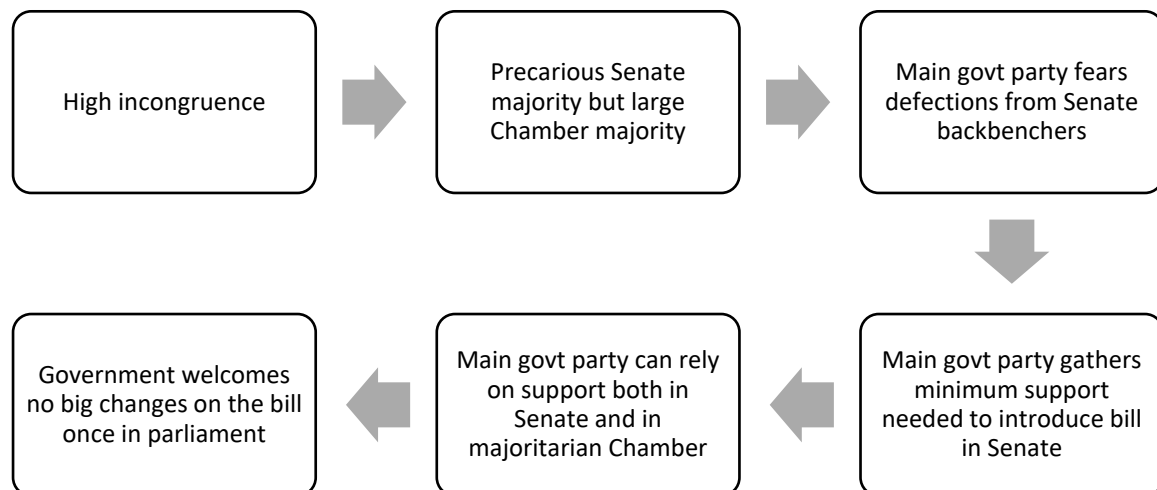 High incongruence
Precarious Senate
majority but large
Chamber majority
Main govt party fears
defections from Senate
backbenchers
Main govt party gathers
minimum support
needed to introduce bill
in Senate
Main govt party can rely
on support both in
Senate and in
majoritarian Chamber
Government welcomes
no big changes on the bill
once in parliament